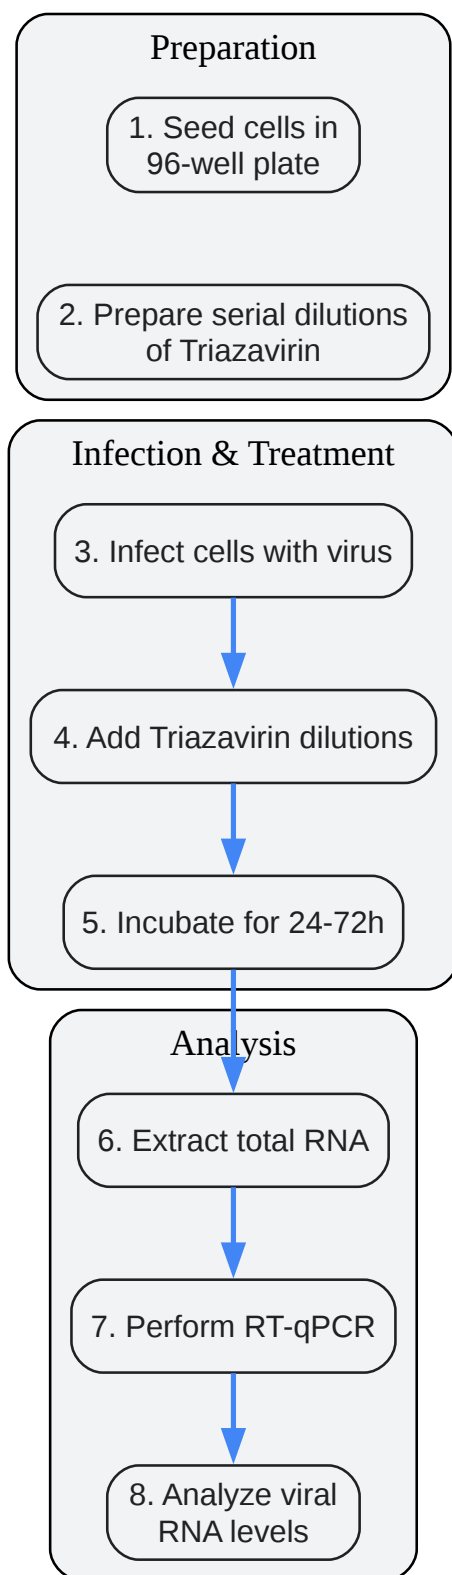 Preparation
1. Seed cells in
96-well plate
2. Prepare serial dilutions
of Triazavirin
Infection & Treatment
3. Infect cells with virus
4. Add Triazavirin dilutions
5. Incubate for 24-72h
Analysis
6. Extract total RNA
7. Perform RT-qPCR
8. Analyze viral
RNA levels